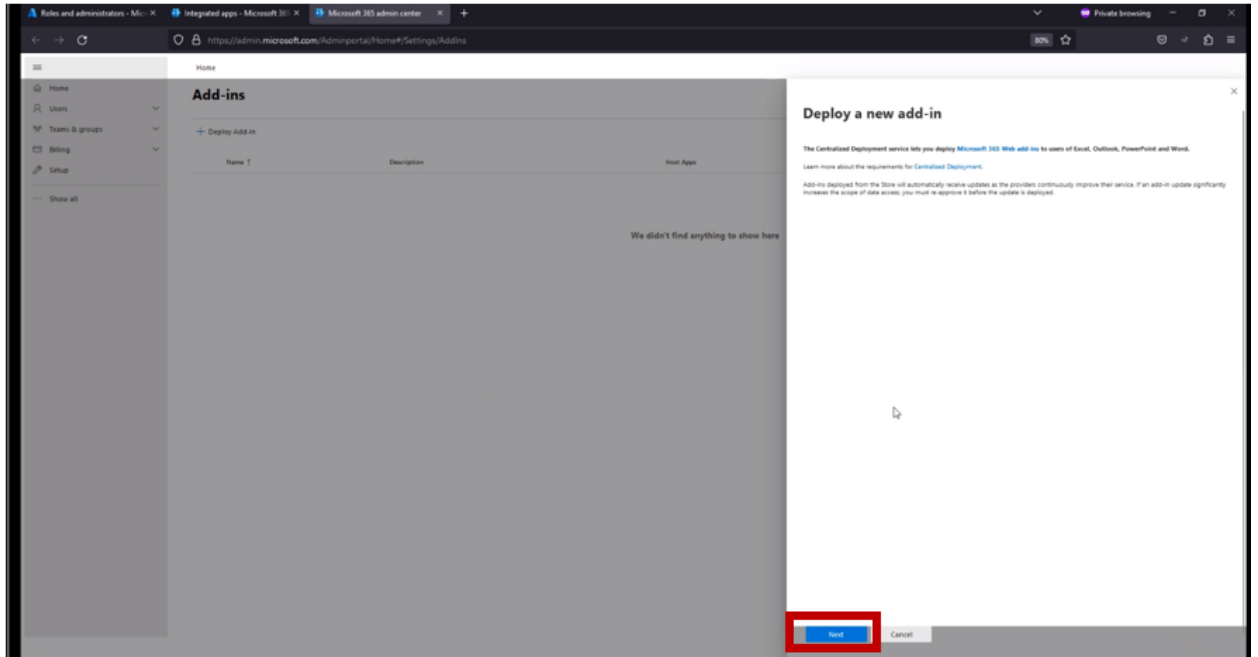 Roles and administrators - Mic
Integrated apps - Microsoft 365
Microsoft 365 admin center
Private browsing
https://admin.microsoft.com/Adminportal/Home#/Settings/AddIns
80%
Home
Home
Users
Teams & groups
Billing
Setup
Show all
Add-ins
Deploy Add-in
Name
Description
Host Apps
We didn't find anything to show here
Deploy a new add-in
The Centralized Deployment service lets you deploy Microsoft 365 Web add-ins to users of Excel, Outlook, PowerPoint and Word.
Learn more about the requirements for Centralized Deployment.
Add-ins deployed from the Store will automatically receive updates as the providers continuously improve their service. If an add-in update significantly
increases the scope of data access, you must re-approve it before the update is deployed.
Next
Cancel